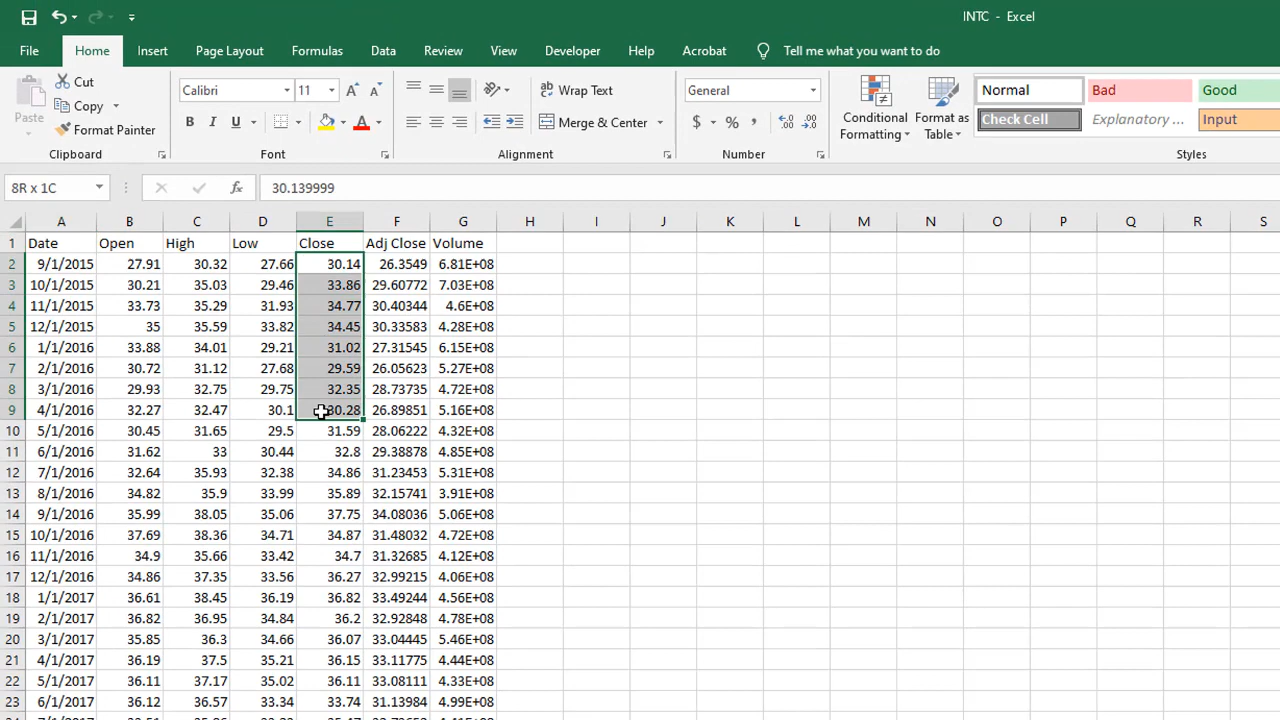 INTC - Excel
File Home Insert Page Layout Formulas Data Review View Developer Help Acrobat Tell me what you want to do
Paste
Cut
Copy
Format Painter
Clipboard
Calibri 11
B I U
Font
Wrap Text
Merge & Center
Alignment
General
$ % ,
Number
Conditional
Formatting
Format as
Table
Normal Bad Good
Check Cell Explanatory ... Input
Styles
8R x 1C fx 30.139999
A B C D E F G H I J K L M N O P Q R S
1 Date Open High Low Close Adj Close Volume
2 9/1/2015 27.91 30.32 27.66 30.14 26.3549 6.81E+08
3 10/1/2015 30.21 35.03 29.46 33.86 29.60772 7.03E+08
4 11/1/2015 33.73 35.29 31.93 34.77 30.40344 4.6E+08
5 12/1/2015 35 35.59 33.82 34.45 30.33583 4.28E+08
6 1/1/2016 33.88 34.01 29.21 31.02 27.31545 6.15E+08
7 2/1/2016 30.72 31.12 27.68 29.59 26.05623 5.27E+08
8 3/1/2016 29.93 32.75 29.75 32.35 28.73735 4.72E+08
9 4/1/2016 32.27 32.47 30.1 30.28 26.89851 5.16E+08
10 5/1/2016 30.45 31.65 29.5 31.59 28.06222 4.32E+08
11 6/1/2016 31.62 33 30.44 32.8 29.38878 4.85E+08
12 7/1/2016 32.64 35.93 32.38 34.86 31.23453 5.31E+08
13 8/1/2016 34.82 35.9 33.99 35.89 32.15741 3.91E+08
14 9/1/2016 35.99 38.05 35.06 37.75 34.08036 5.06E+08
15 10/1/2016 37.69 38.36 34.71 34.87 31.48032 4.72E+08
16 11/1/2016 34.9 35.66 33.42 34.7 31.32685 4.12E+08
17 12/1/2016 34.86 37.35 33.56 36.27 32.99215 4.06E+08
18 1/1/2017 36.61 38.45 36.19 36.82 33.49244 4.56E+08
19 2/1/2017 36.82 36.95 34.84 36.2 32.92848 4.78E+08
20 3/1/2017 35.85 36.3 34.66 36.07 33.04445 5.46E+08
21 4/1/2017 36.19 37.5 35.21 36.15 33.11775 4.44E+08
22 5/1/2017 36.11 37.17 35.02 36.11 33.08111 4.33E+08
23 6/1/2017 36.12 36.57 33.34 33.74 31.13984 4.99E+08